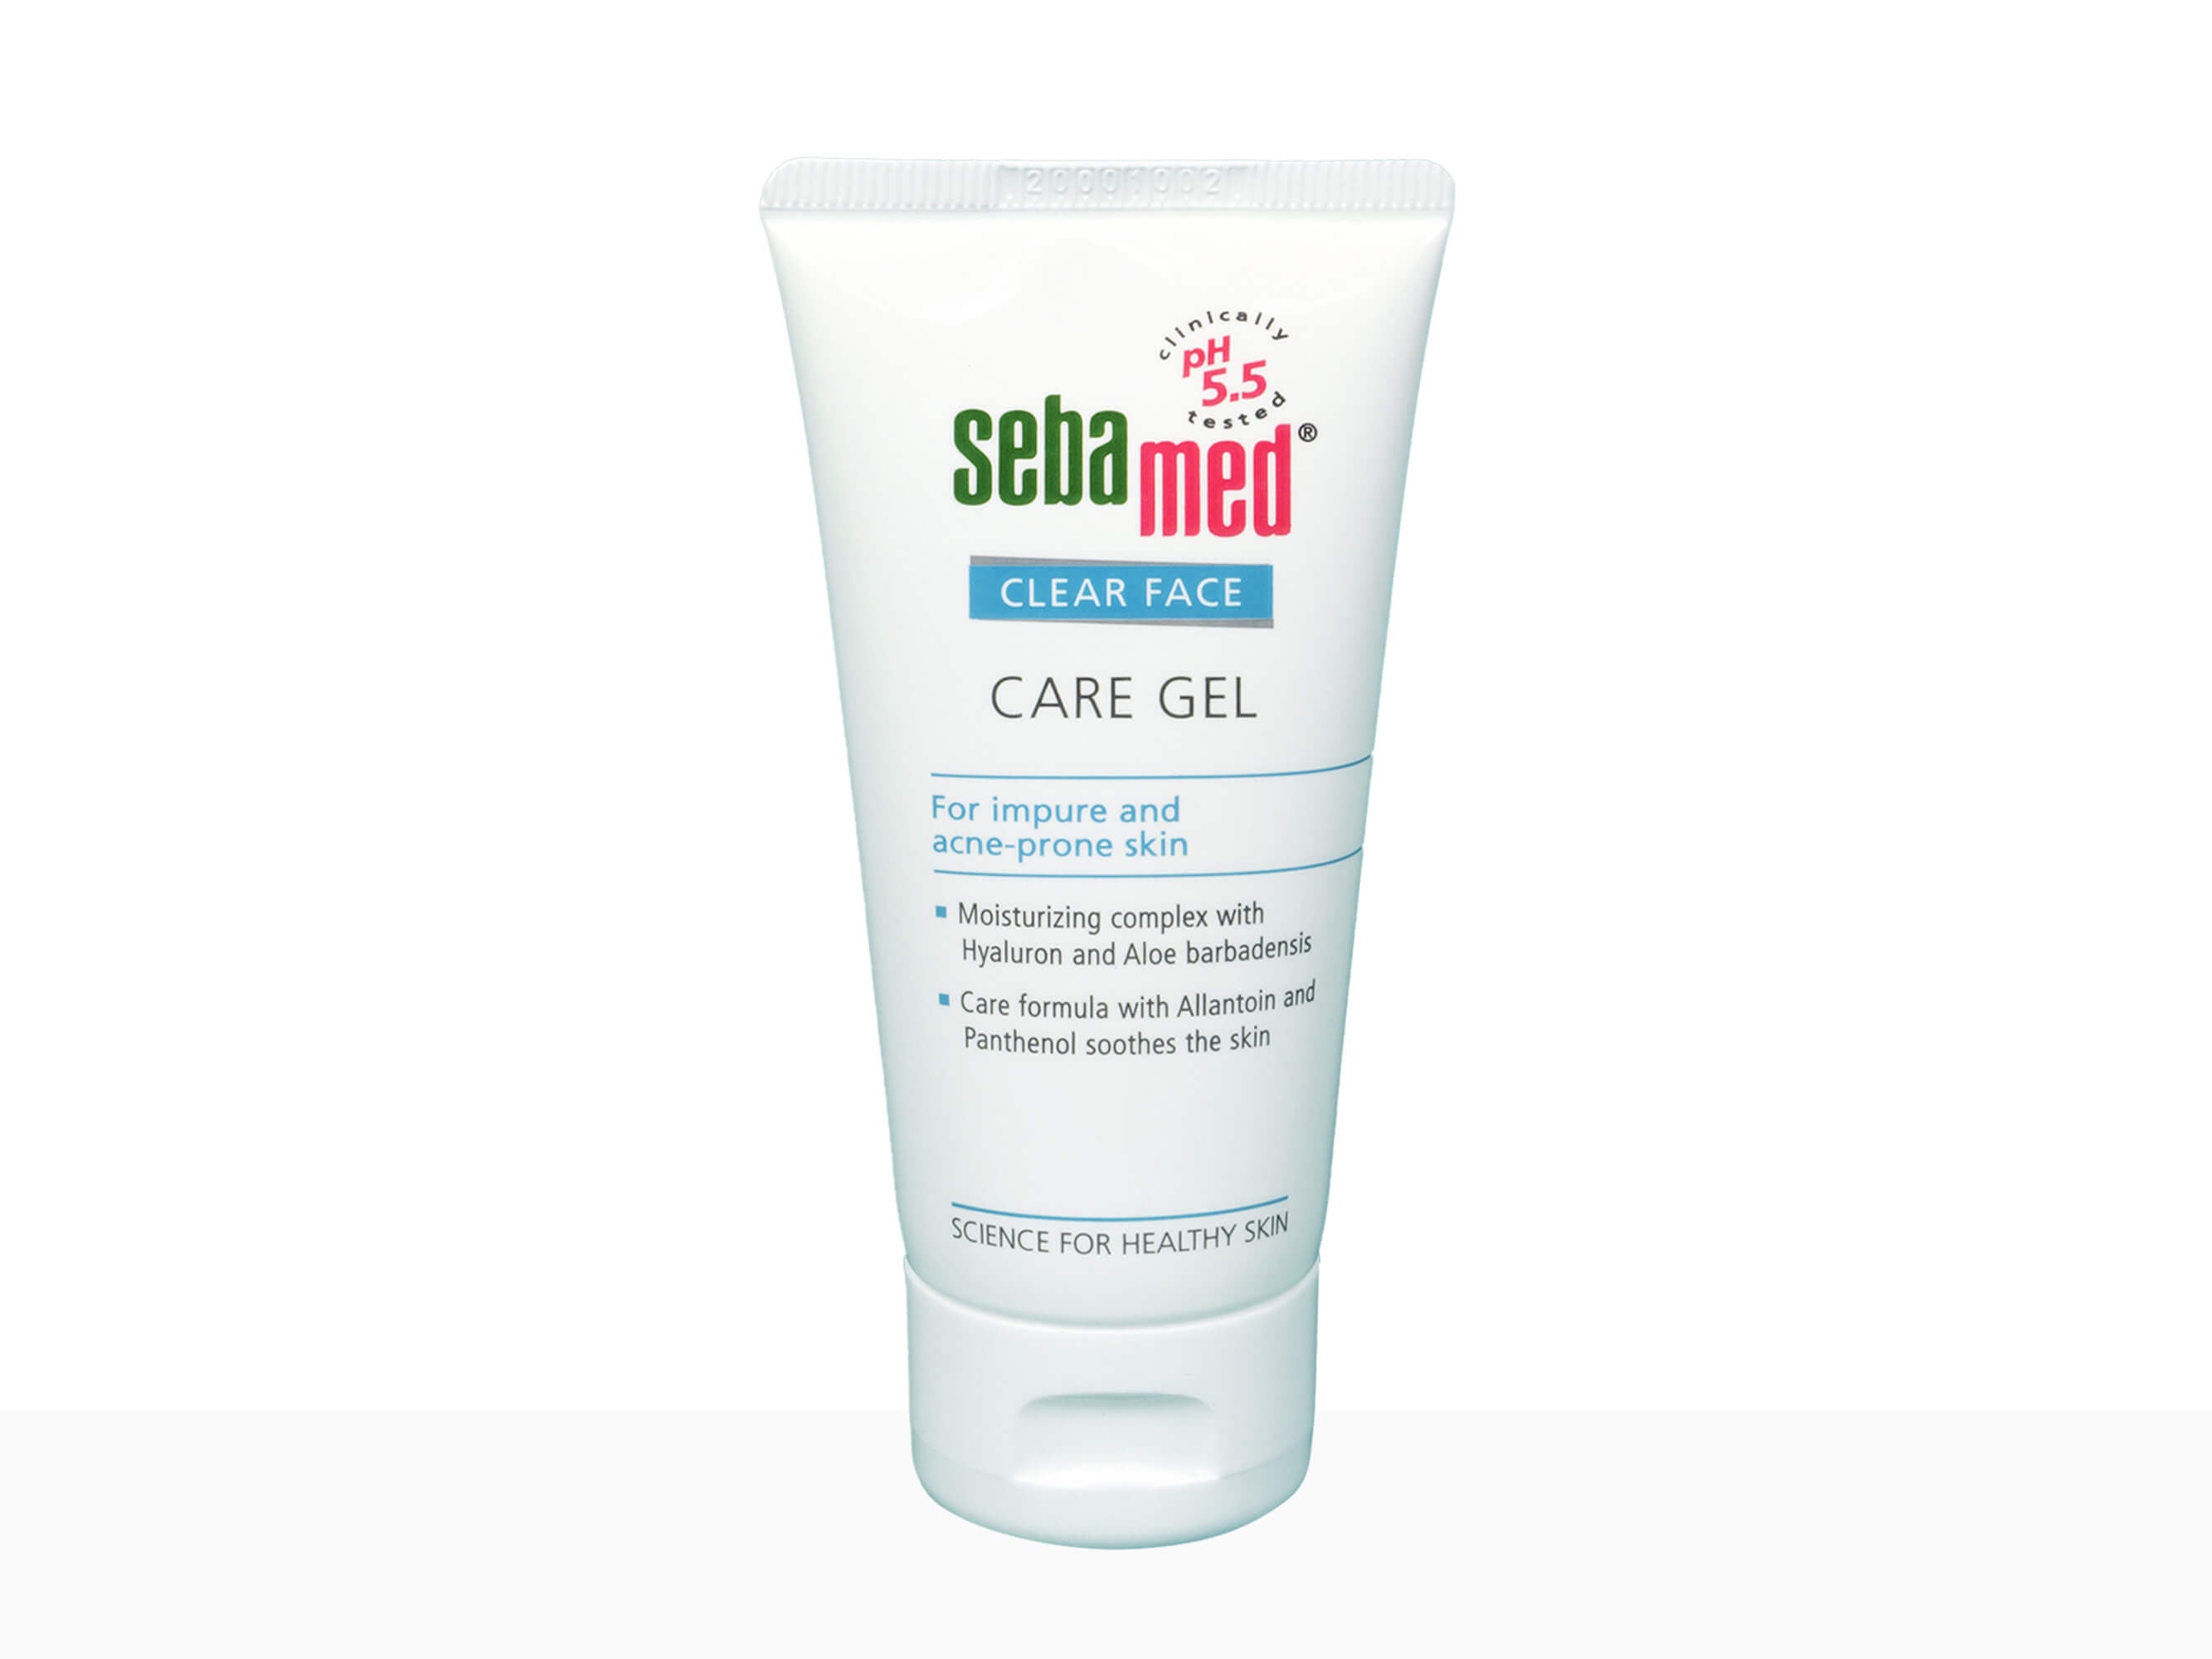 20001002
clinically
pH
5.5
tested
sebamed®
CLEAR FACE
CARE GEL
For impure and
acne-prone skin
▪ Moisturizing complex with
Hyaluron and Aloe barbadensis
▪ Care formula with Allantoin and
Panthenol soothes the skin
SCIENCE FOR HEALTHY SKIN